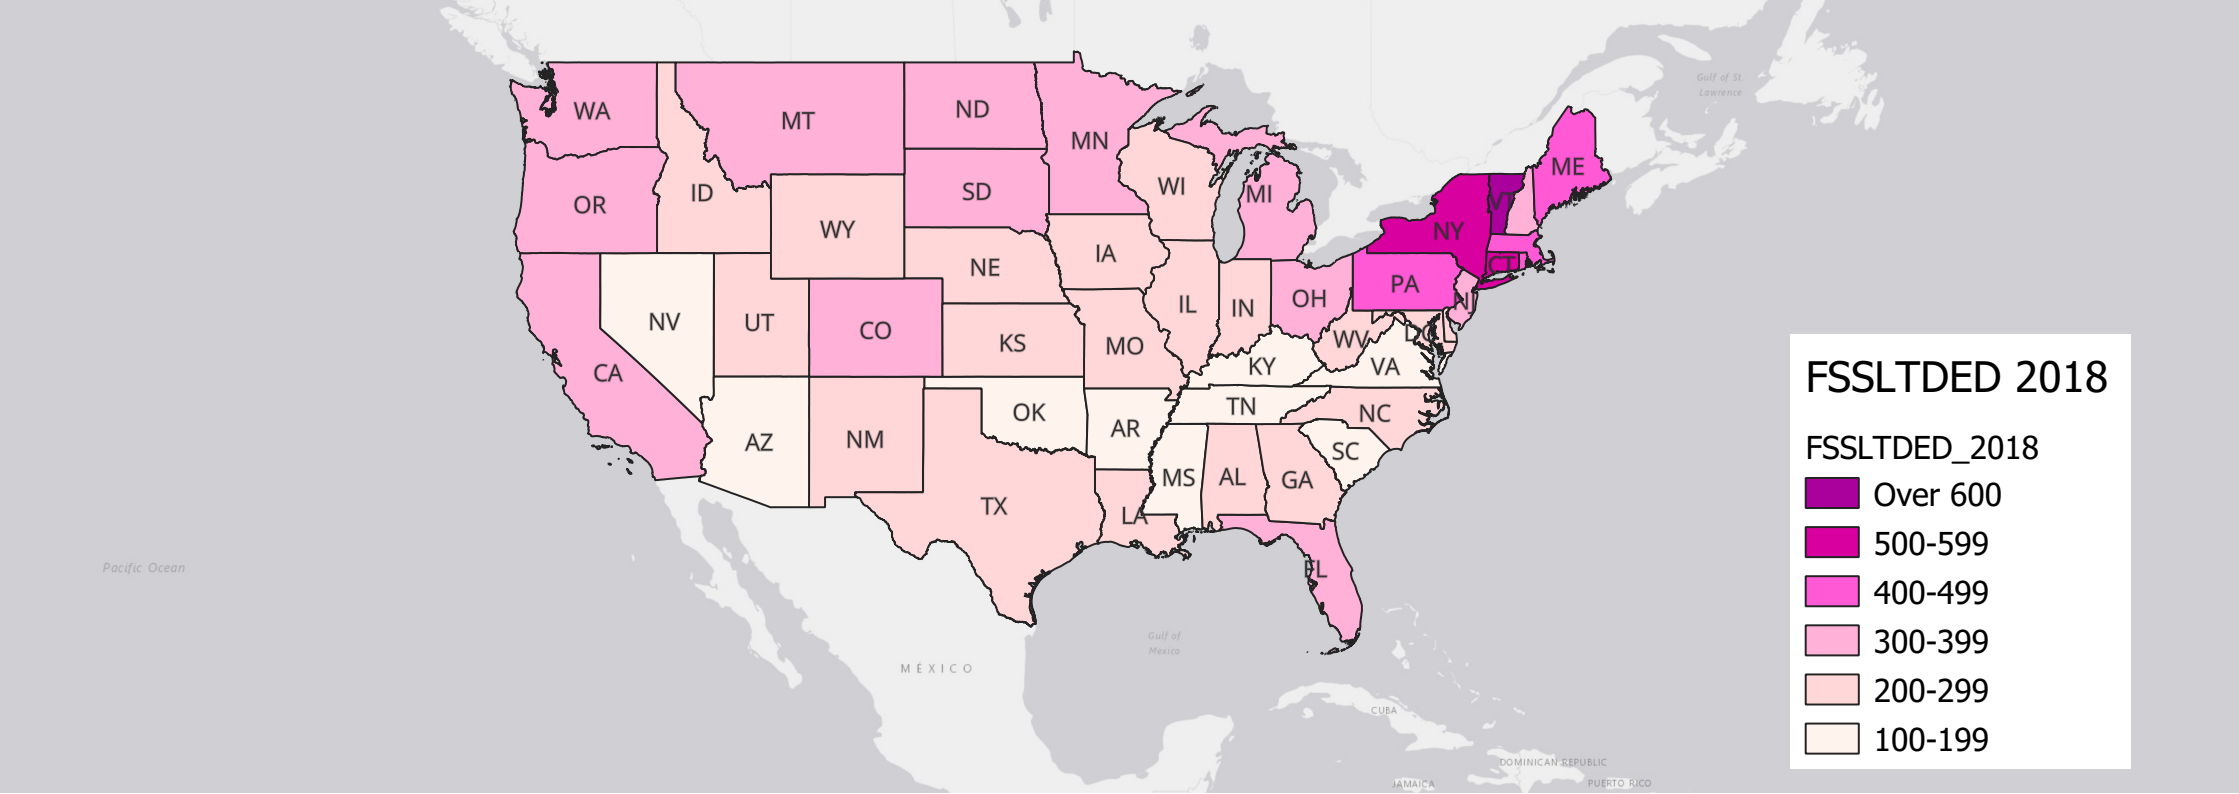 Gulf of St.
Lawrence
WA
MT
ND
MN
ME
OR
ID
SD
WI
MI
VT
NY
WY
NE
IA
PA
CT
NV
UT
CO
KS
MO
IL
IN
OH
NJ
WV
DC
CA
KY
VA
AZ
NM
OK
AR
TN
NC
SC
TX
LA
MS
AL
GA
FL
Pacific Ocean
Gulf of
Mexico
MÉXICO
CUBA
DOMINICAN REPUBLIC
JAMAICA
PUERTO RICO
FSSLTDED 2018
FSSLTDED_2018
Over 600
500-599
400-499
300-399
200-299
100-199